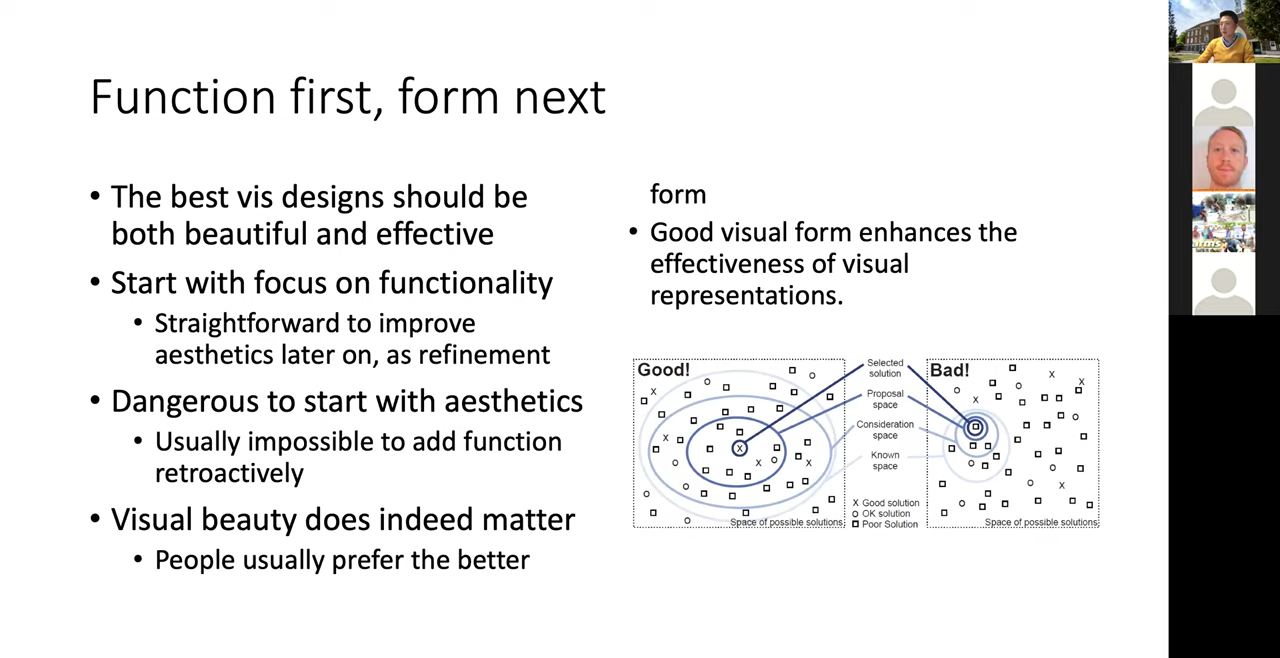 Function first, form next
• The best vis designs should be
both beautiful and effective
• Start with focus on functionality
• Straightforward to improve
aesthetics later on, as refinement
• Dangerous to start with aesthetics
• Usually impossible to add function
retroactively
• Visual beauty does indeed matter
• People usually prefer the better
form
• Good visual form enhances the
effectiveness of visual
representations.
Good!
Space of possible solutions
Selected
solution
Proposal
space
Consideration
space
Known
space
X Good solution
O OK solution
□ Poor Solution
Bad!
Space of possible solutions